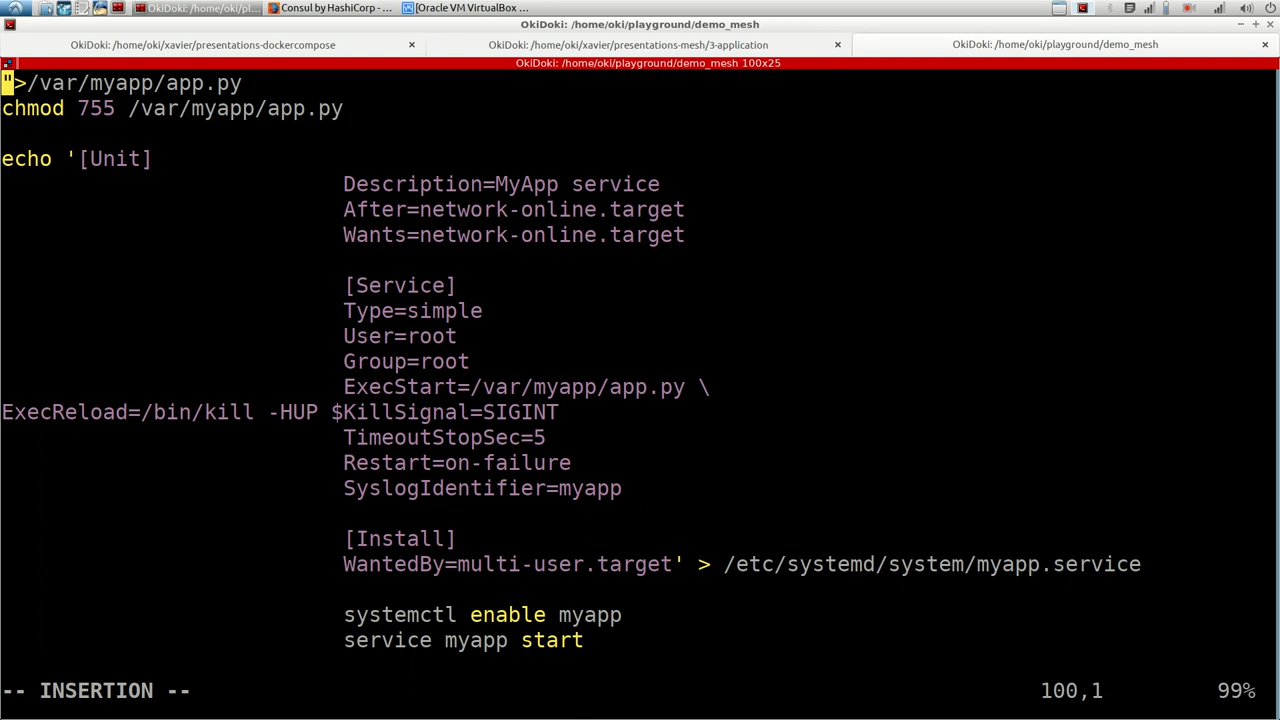 OkiDoki: /home/oki/pl...
Consul by HashiCorp - ...
[Oracle VM VirtualBox ...
OkiDoki: /home/oki/playground/demo_mesh
OkiDoki: /home/oki/xavier/presentations-dockercompose
OkiDoki: /home/oki/xavier/presentations-mesh/3-application
OkiDoki: /home/oki/playground/demo_mesh
OkiDoki: /home/oki/playground/demo_mesh 100x25
">/var/myapp/app.py
chmod 755 /var/myapp/app.py
echo '[Unit]
Description=MyApp service
After=network-online.target
Wants=network-online.target
[Service]
Type=simple
User=root
Group=root
ExecStart=/var/myapp/app.py \
ExecReload=/bin/kill -HUP $KillSignal=SIGINT
TimeoutStopSec=5
Restart=on-failure
SyslogIdentifier=myapp
[Install]
WantedBy=multi-user.target' > /etc/systemd/system/myapp.service
systemctl enable myapp
service myapp start
-- INSERTION -- 100,1 99%